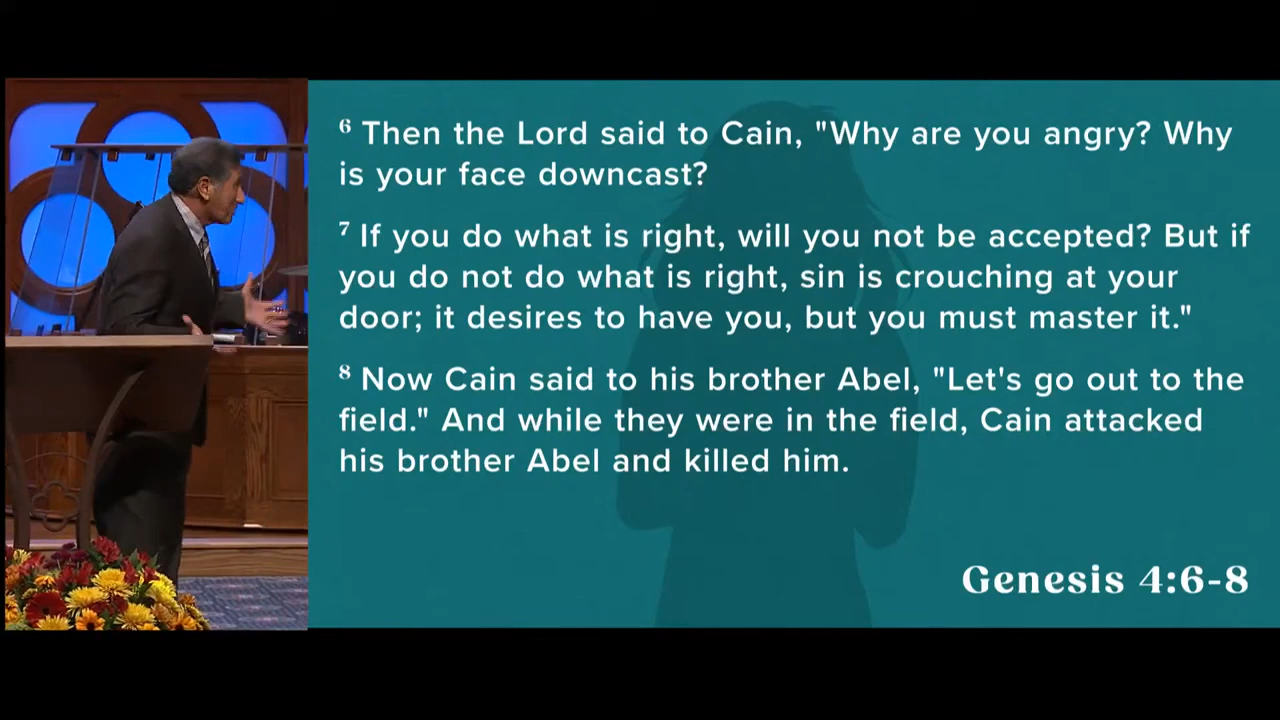 ⁶ Then the Lord said to Cain, "Why are you angry? Why
is your face downcast?
⁷ If you do what is right, will you not be accepted? But if
you do not do what is right, sin is crouching at your
door; it desires to have you, but you must master it."
⁸ Now Cain said to his brother Abel, "Let's go out to the
field." And while they were in the field, Cain attacked
his brother Abel and killed him.
Genesis 4:6-8